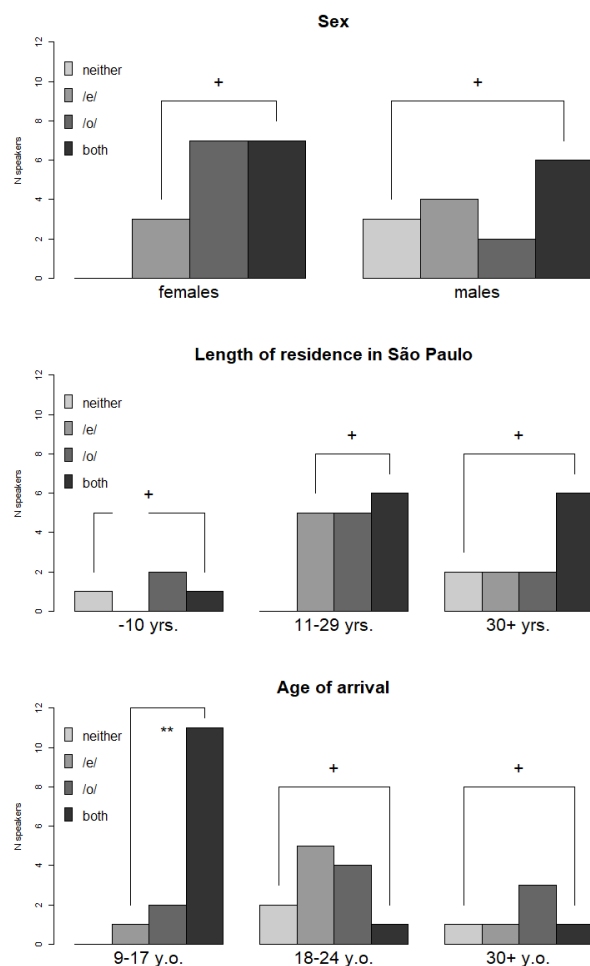 Sex
12
10
8
6
4
2
0
N speakers
neither
/e/
/o/
both
+
+
females
males
Length of residence in São Paulo
12
10
8
6
4
2
0
N speakers
neither
/e/
/o/
both
+
+
+
-10 yrs.
11-29 yrs.
30+ yrs.
Age of arrival
12
10
8
6
4
2
0
N speakers
neither
/e/
/o/
both
**
+
+
9-17 y.o.
18-24 y.o.
30+ y.o.